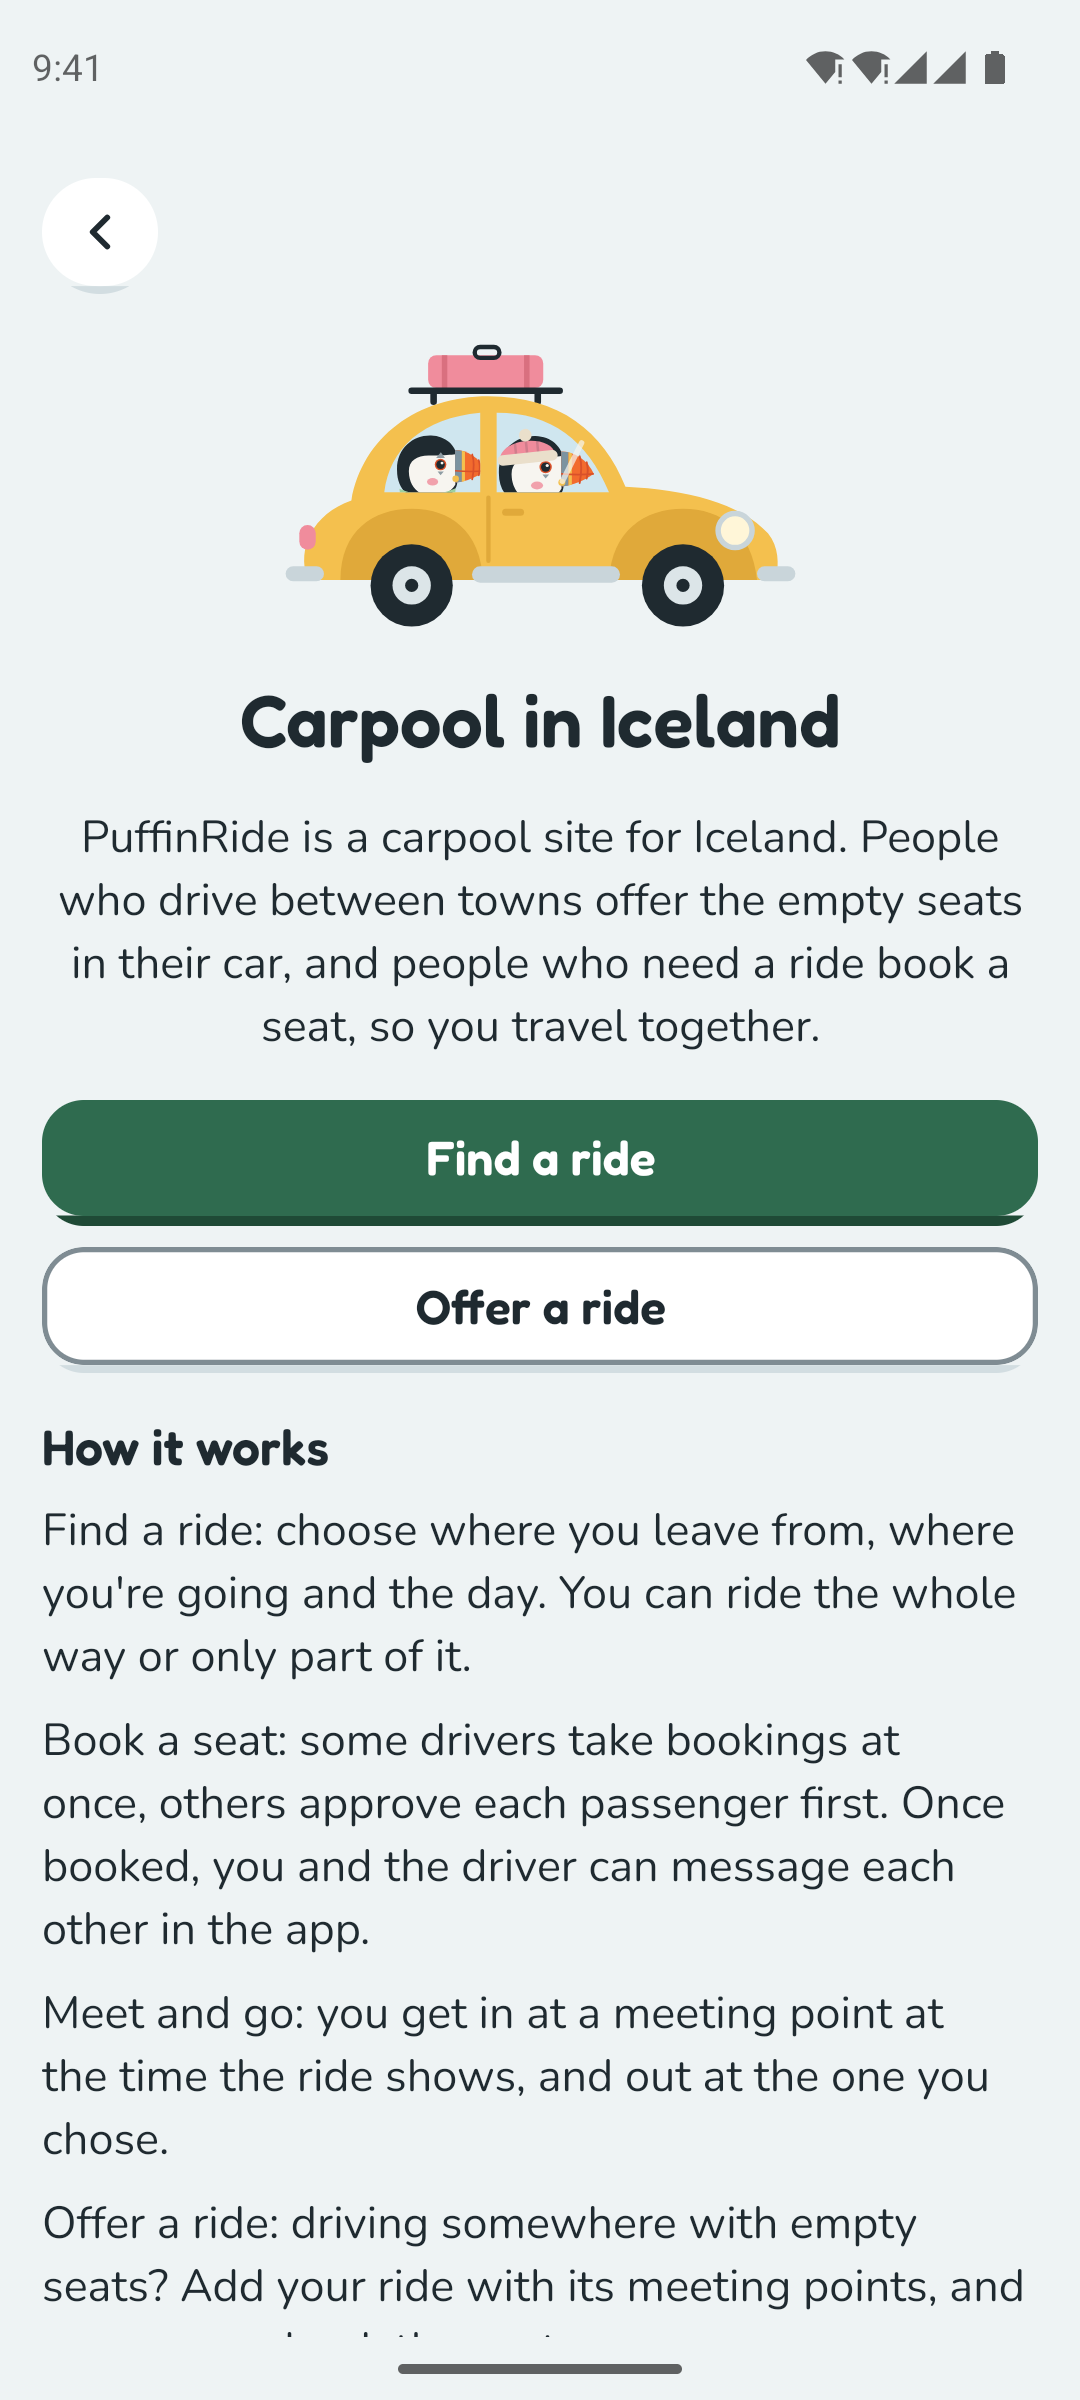 9:41
Carpool in Iceland
PuffinRide is a carpool site for Iceland. People
who drive between towns offer the empty seats
in their car, and people who need a ride book a
seat, so you travel together.
Find a ride
Offer a ride
How it works
Find a ride: choose where you leave from, where
you're going and the day. You can ride the whole
way or only part of it.
Book a seat: some drivers take bookings at
once, others approve each passenger first. Once
booked, you and the driver can message each
other in the app.
Meet and go: you get in at a meeting point at
the time the ride shows, and out at the one you
chose.
Offer a ride: driving somewhere with empty
seats? Add your ride with its meeting points, and